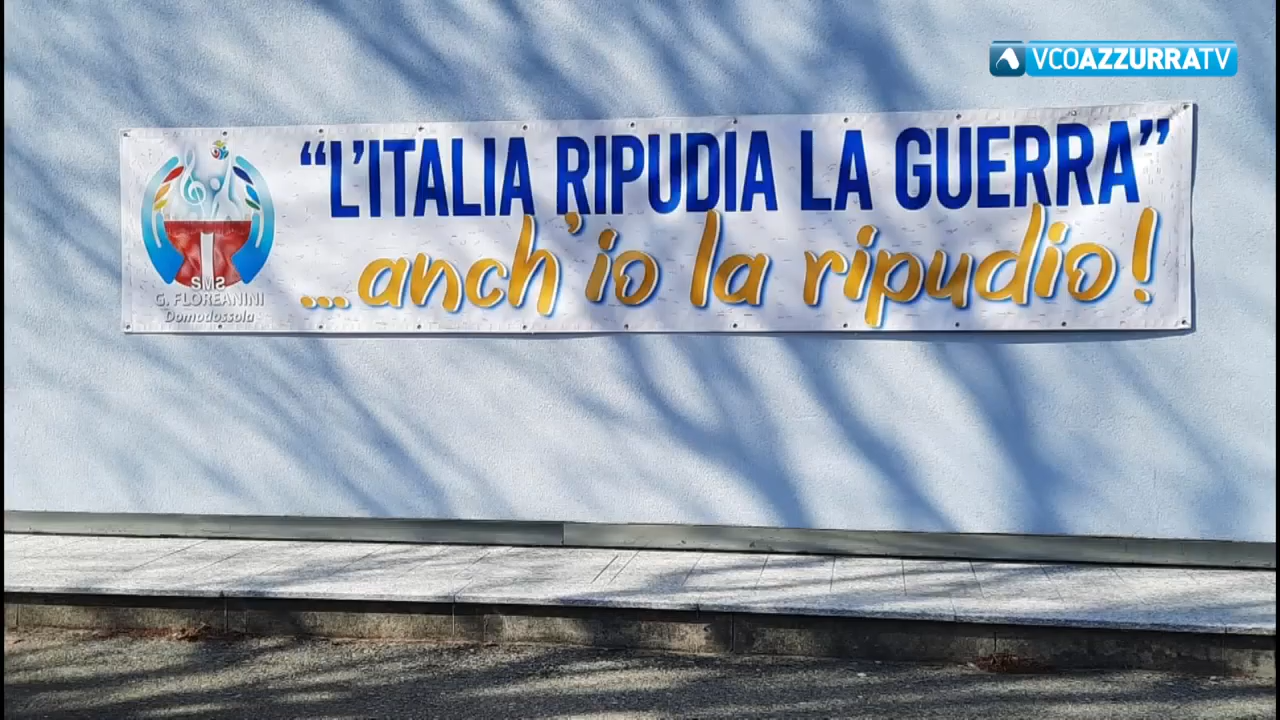 VCOAZZURRATV
“L’ITALIA RIPUDIA LA GUERRA”
...anch’io la ripudio!
SMS
G. FLOREANINI
Domodossola